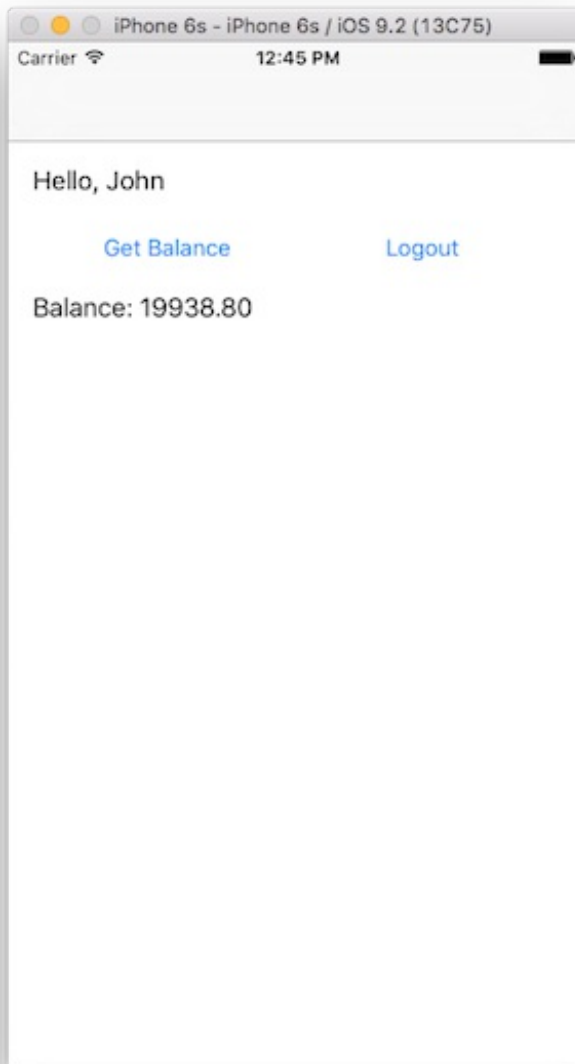 iPhone 6s - iPhone 6s / iOS 9.2 (13C75)
Carrier 12:45 PM
Hello, John
Get Balance Logout
Balance: 19938.80